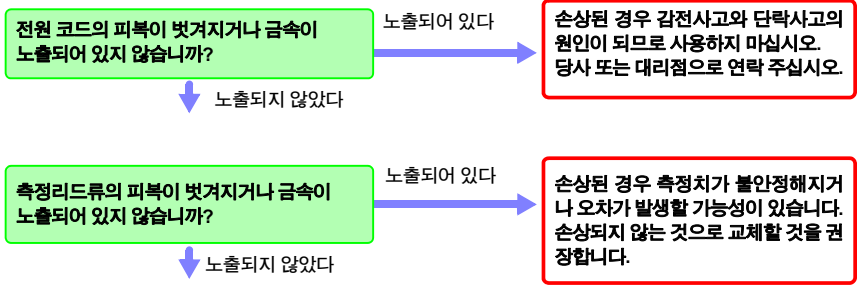 전원 코드의 피복이 벗겨지거나 금속이
노출되어 있지 않습니까?
노출되어 있다
손상된 경우 감전사고와 단락사고의
원인이 되므로 사용하지 마십시오.
당사 또는 대리점으로 연락 주십시오.
노출되지 않았다
측정리드류의 피복이 벗겨지거나 금속이
노출되어 있지 않습니까?
노출되어 있다
손상된 경우 측정치가 불안정해지거
나 오차가 발생할 가능성이 있습니다.
손상되지 않는 것으로 교체할 것을 권
장합니다.
노출되지 않았다